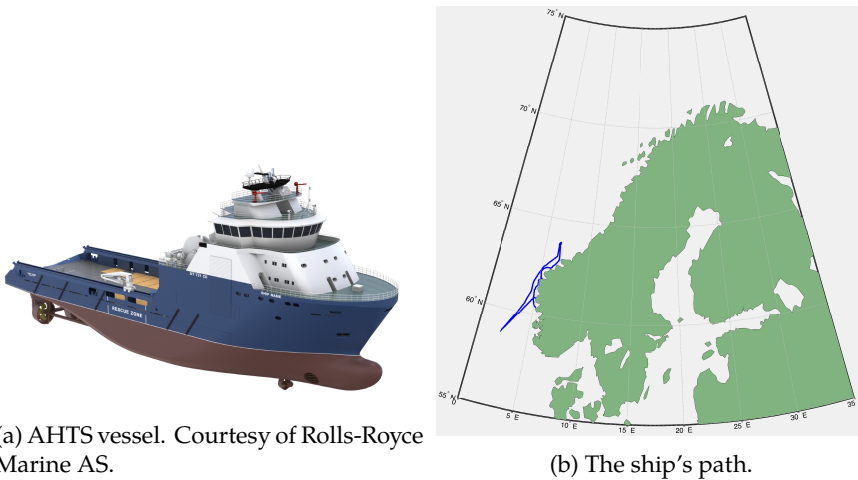 RESCUE ZONE
75° N
70° N
65° N
60° N
55° N
0°
5° E
10° E
15° E
20° E
25° E
30° E
35°
(a) AHTS vessel. Courtesy of Rolls-Royce
Marine AS.
(b) The ship's path.